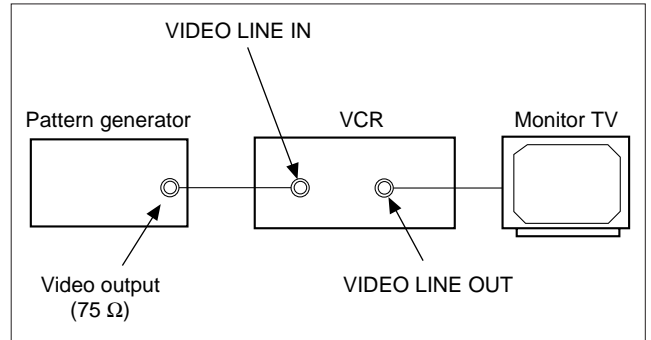 VIDEO LINE IN
Pattern generator
VCR
Monitor TV
Video output
(75 Ω)
VIDEO LINE OUT